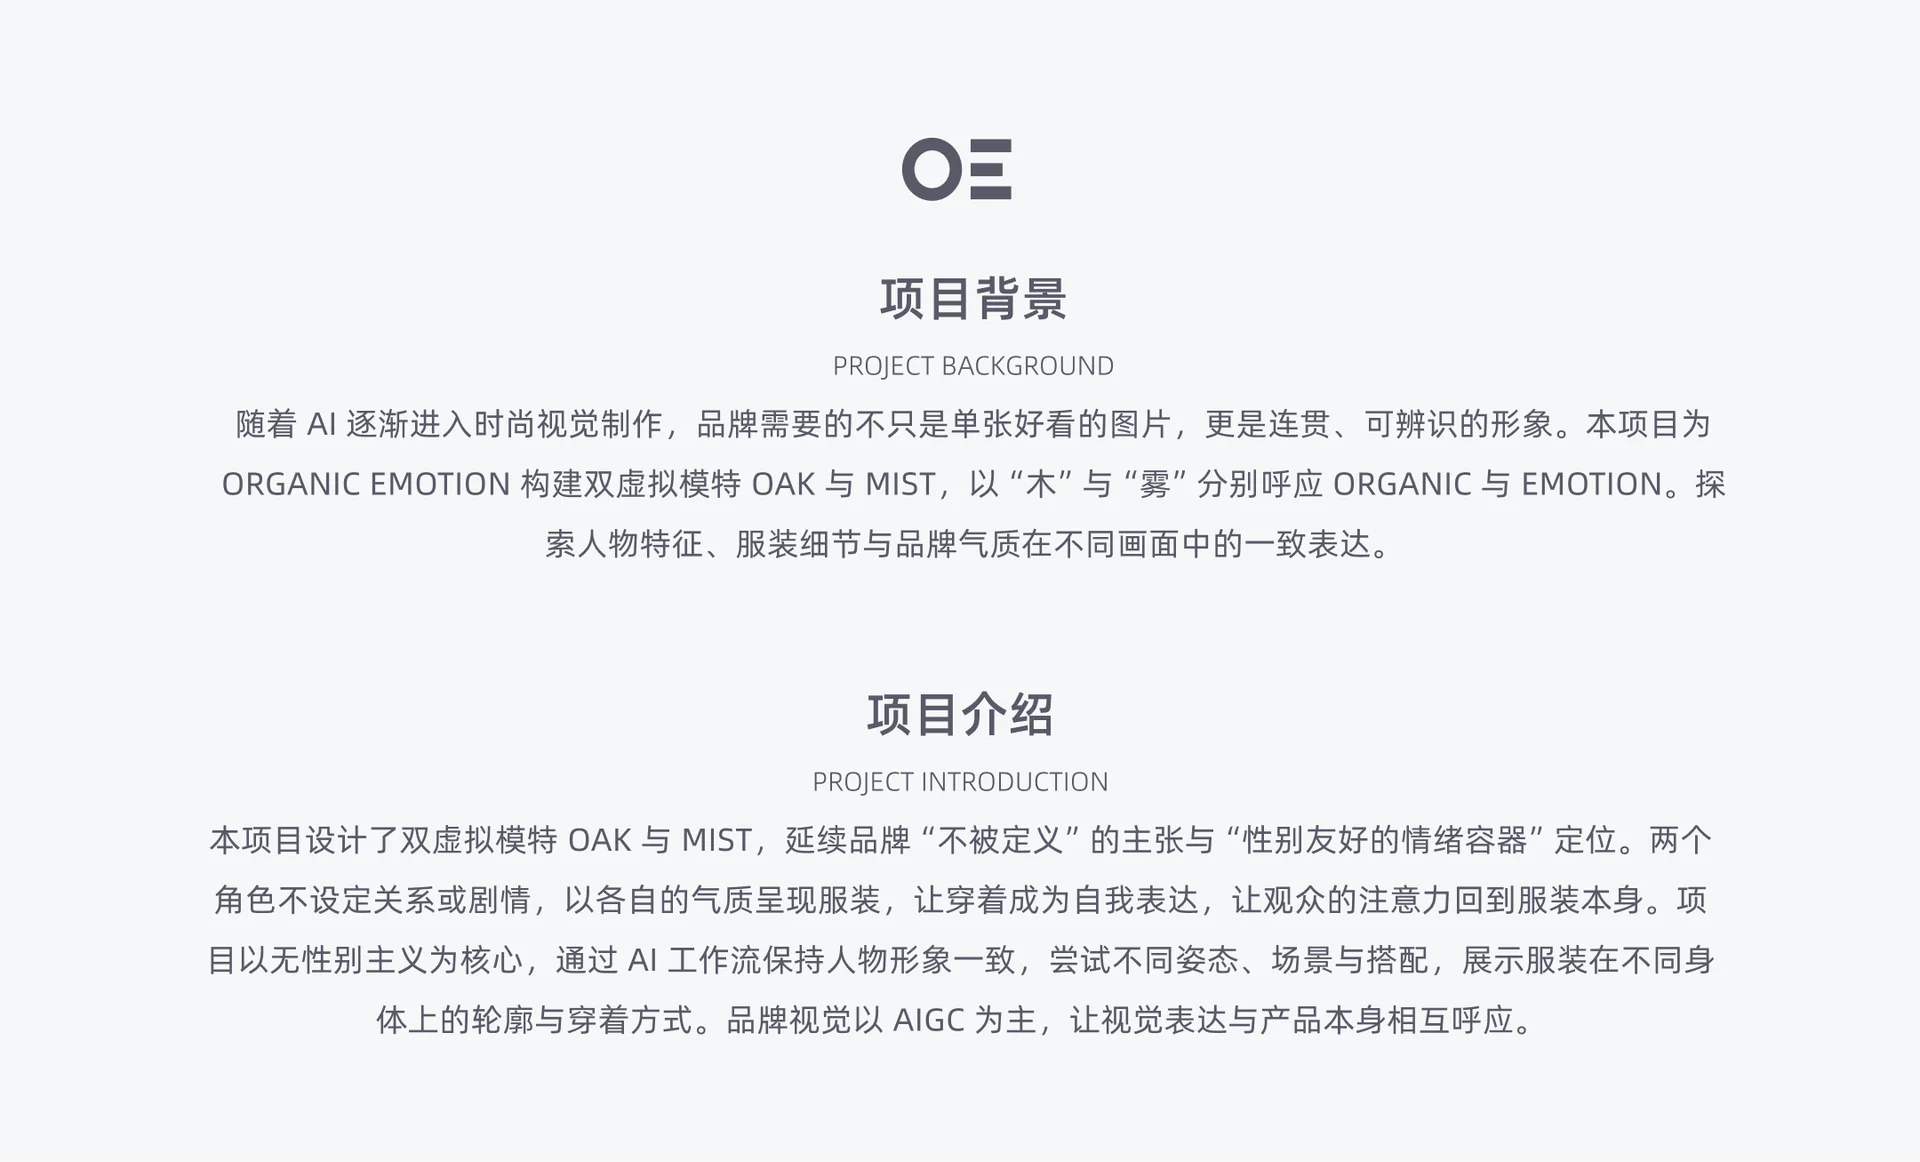 OE
项目背景
PROJECT BACKGROUND
随着 AI 逐渐进入时尚视觉制作，品牌需要的不只是单张好看的图片，更是连贯、可辨识的形象。本项目为
ORGANIC EMOTION 构建双虚拟模特 OAK 与 MIST，以“木”与“雾”分别呼应 ORGANIC 与 EMOTION。探
索人物特征、服装细节与品牌气质在不同画面中的一致表达。
项目介绍
PROJECT INTRODUCTION
本项目设计了双虚拟模特 OAK 与 MIST，延续品牌“不被定义”的主张与“性别友好的情绪容器”定位。两个
角色不设定关系或剧情，以各自的气质呈现服装，让穿着成为自我表达，让观众的注意力回到服装本身。项
目以无性别主义为核心，通过 AI 工作流保持人物形象一致，尝试不同姿态、场景与搭配，展示服装在不同身
体上的轮廓与穿着方式。品牌视觉以 AIGC 为主，让视觉表达与产品本身相互呼应。